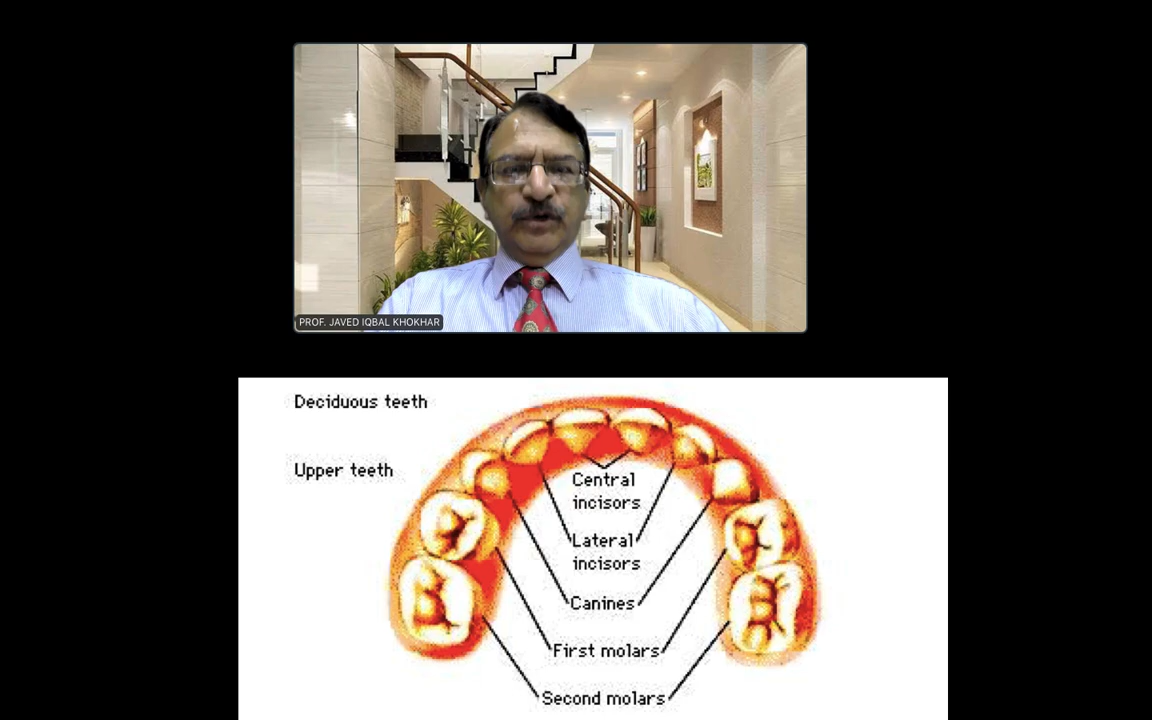 PROF. JAVED IQBAL KHOKHAR
Deciduous teeth
Upper teeth
Central
incisors
Lateral
incisors
Canines
First molars
Second molars